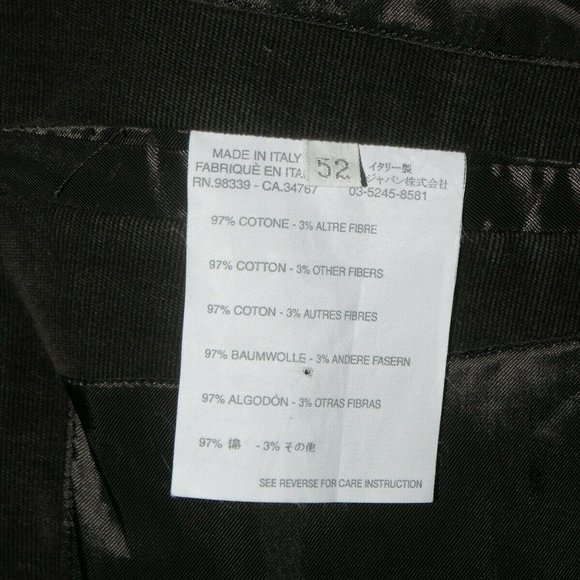 MADE IN ITALY 52 イタリー製
FABRIQUÈ EN ITA ジャパン株式会社
RN.98339 - CA.34767 03-5245-8581
97% COTONE - 3% ALTRE FIBRE
97% COTTON - 3% OTHER FIBERS
97% COTON - 3% AUTRES FIBRES
97% BAUMWOLLE - 3% ANDERE FASERN
97% ALGODÓN - 3% OTRAS FIBRAS
97% 綿 - 3% その他
SEE REVERSE FOR CARE INSTRUCTION